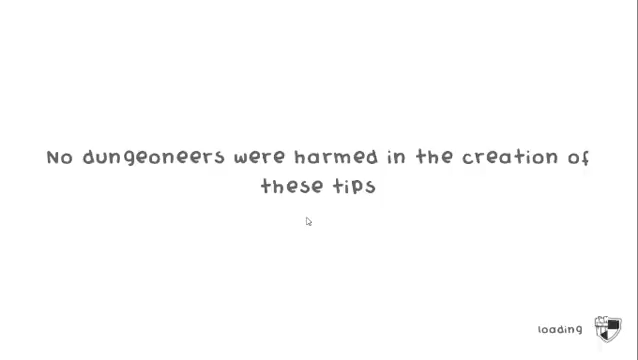 No dungeoneers were harmed in the creation of
these tips
loading